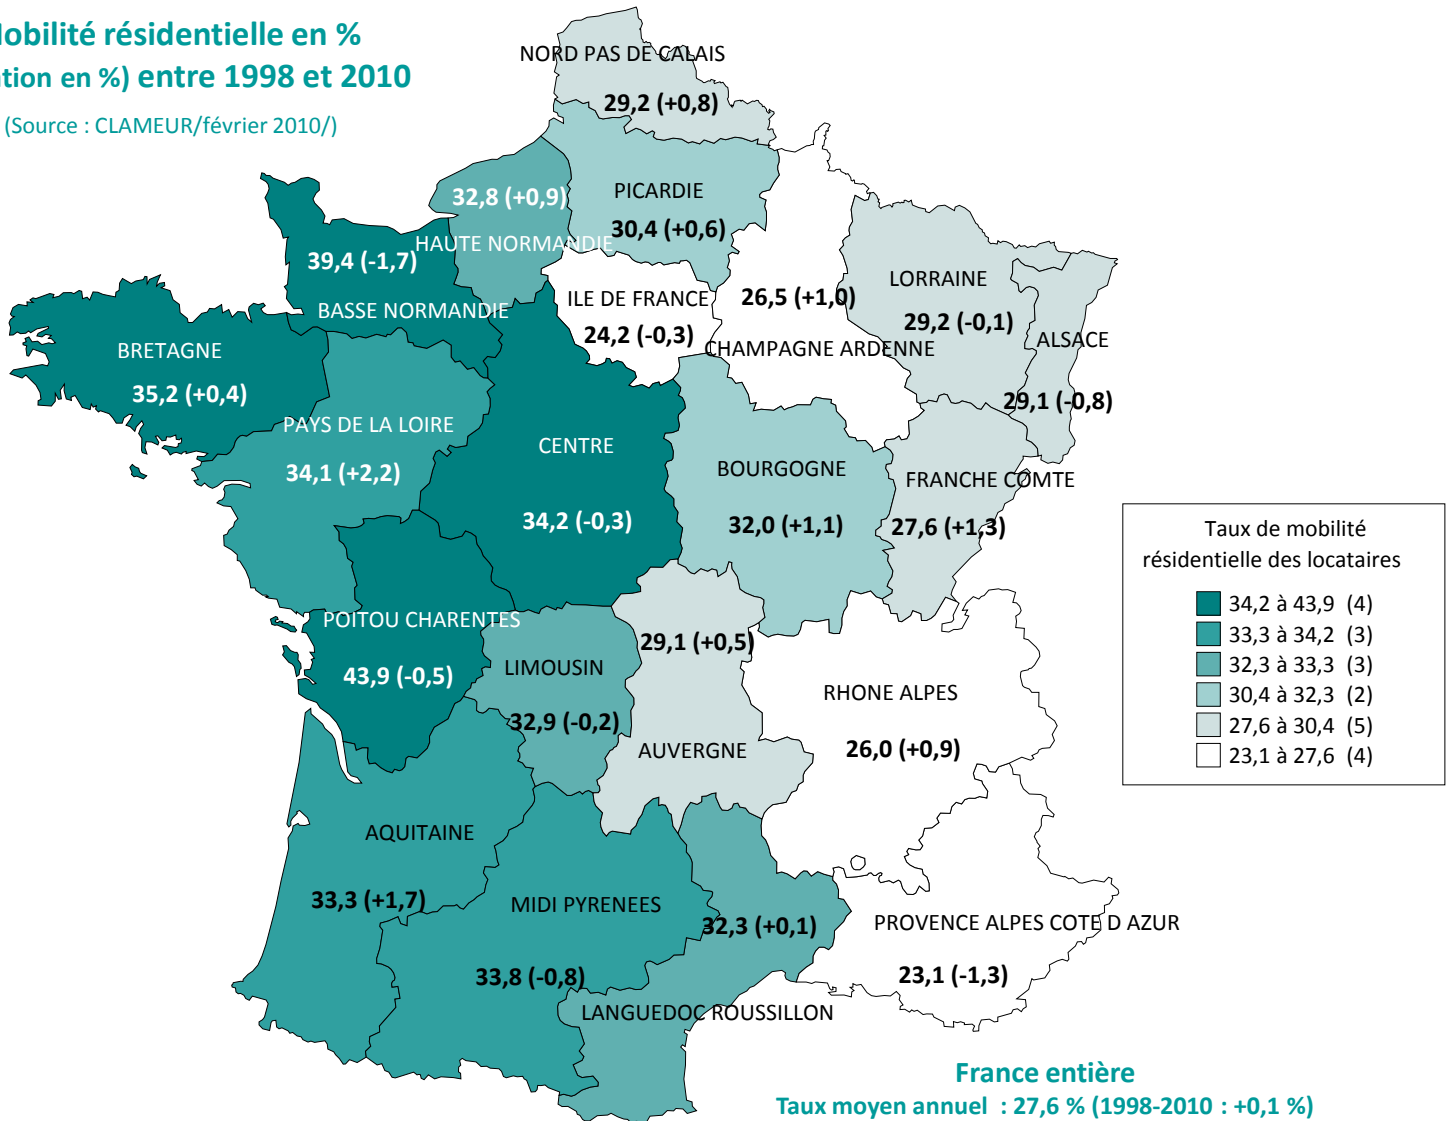 obilité résidentielle en %
ation en %) entre 1998 et 2010
(Source : CLAMEUR/février 2010/)
NORD PAS DE CALAIS
29,2 (+0,8)
PICARDIE
30,4 (+0,6)
32,8 (+0,9)
HAUTE NORMANDIE
39,4 (-1,7)
BASSE NORMANDIE
ILE DE FRANCE
24,2 (-0,3)
26,5 (+1,0)
CHAMPAGNE ARDENNE
LORRAINE
29,2 (-0,1)
ALSACE
29,1 (-0,8)
BRETAGNE
35,2 (+0,4)
PAYS DE LA LOIRE
34,1 (+2,2)
CENTRE
34,2 (-0,3)
BOURGOGNE
32,0 (+1,1)
FRANCHE COMTE
27,6 (+1,3)
POITOU CHARENTES
43,9 (-0,5)
LIMOUSIN
32,9 (-0,2)
29,1 (+0,5)
AUVERGNE
RHONE ALPES
26,0 (+0,9)
AQUITAINE
33,3 (+1,7)
MIDI PYRENEES
33,8 (-0,8)
32,3 (+0,1)
LANGUEDOC ROUSSILLON
PROVENCE ALPES COTE D AZUR
23,1 (-1,3)
Taux de mobilité
résidentielle des locataires
34,2 à 43,9 (4)
33,3 à 34,2 (3)
32,3 à 33,3 (3)
30,4 à 32,3 (2)
27,6 à 30,4 (5)
23,1 à 27,6 (4)
France entière
Taux moyen annuel : 27,6 % (1998-2010 : +0,1 %)